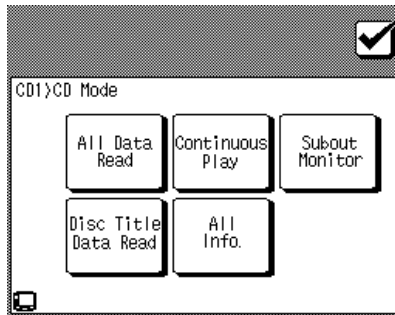 CD1>CD Mode
All Data
Read
Continuous
Play
Subout
Monitor
Disc Title
Data Read
All
Info.